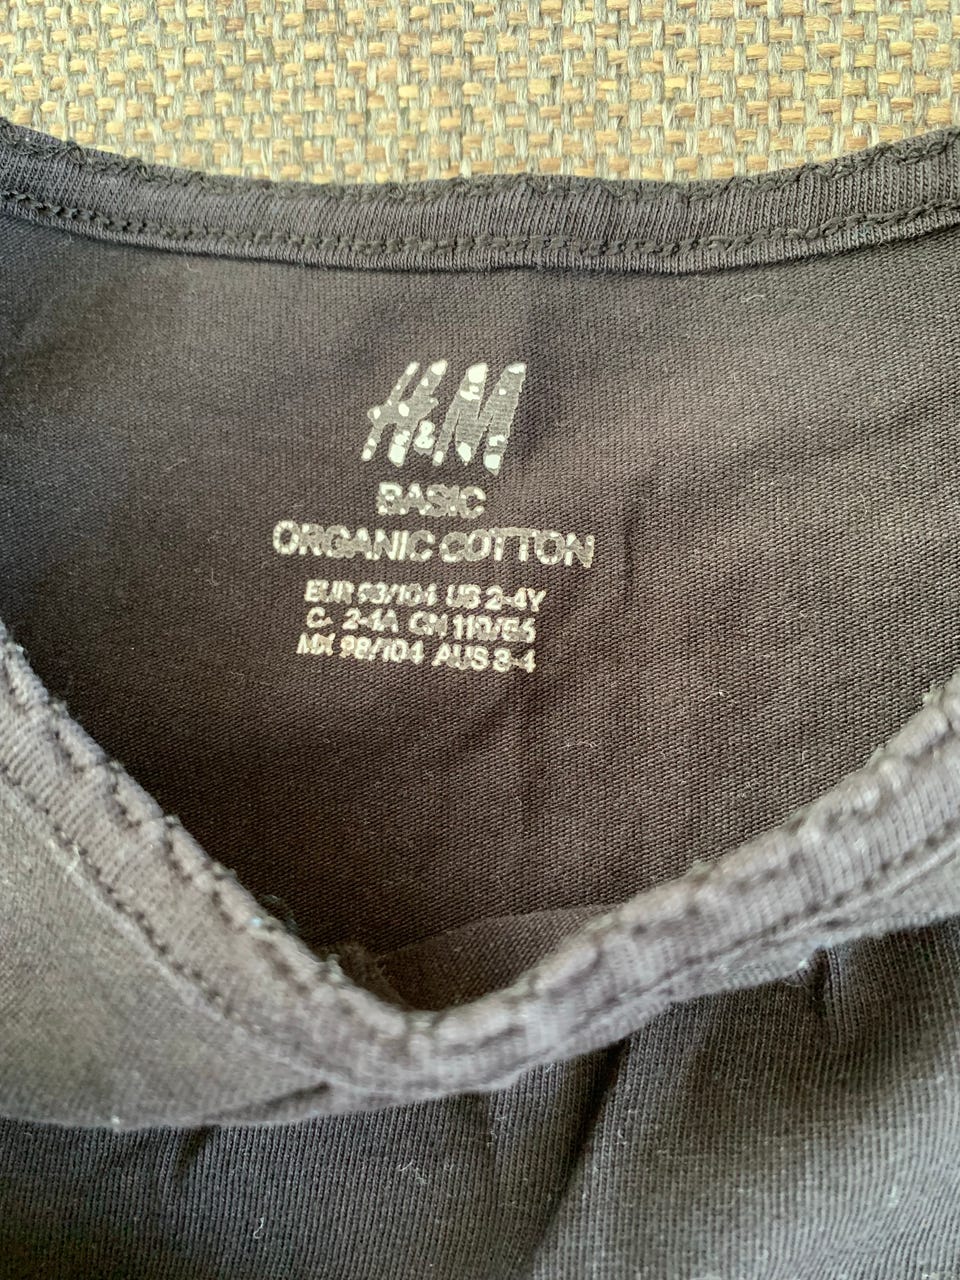 H&M
BASIC
ORGANIC COTTON
EUR 98/104 US 2-4Y
C. 2-4A CN 110/56
MX 98/104 AUS 3-4